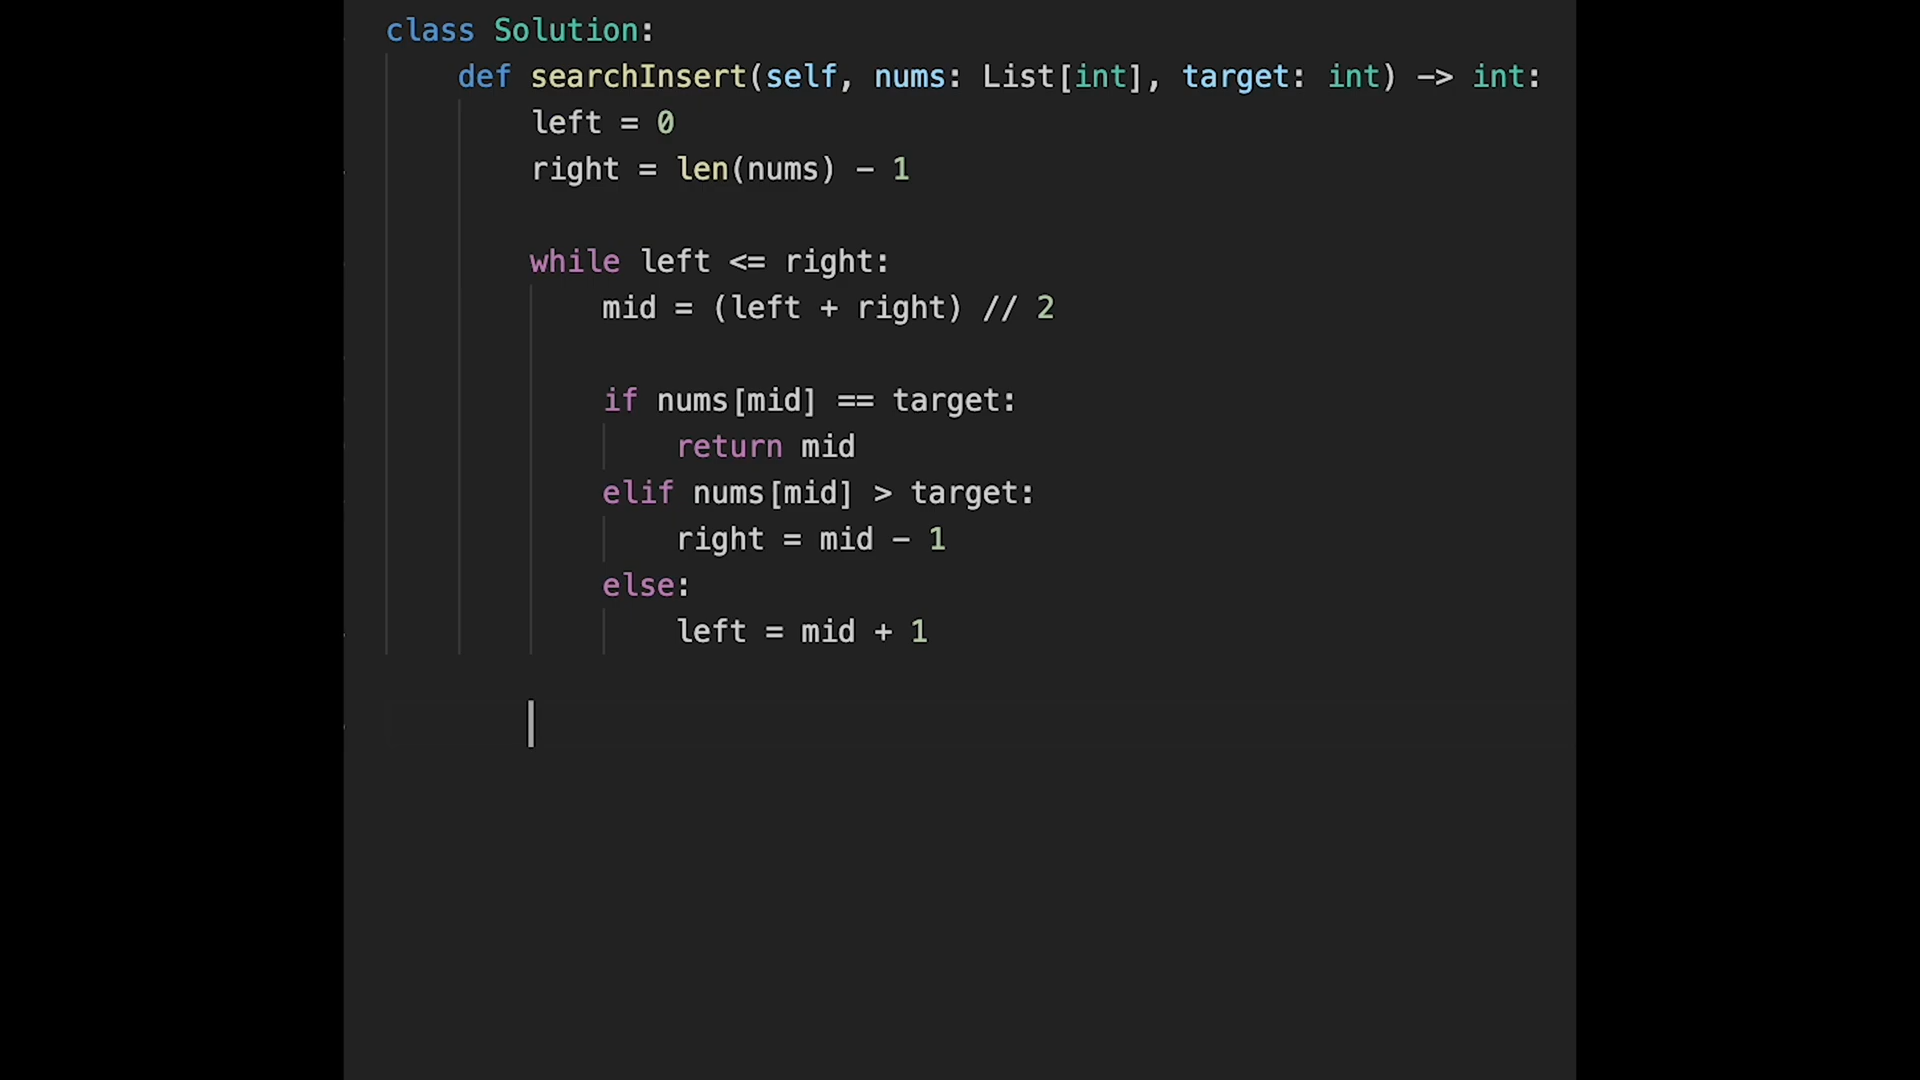 class Solution:
    def searchInsert(self, nums: List[int], target: int) -> int:
        left = 0
        right = len(nums) - 1

        while left <= right:
            mid = (left + right) // 2

            if nums[mid] == target:
                return mid
            elif nums[mid] > target:
                right = mid - 1
            else:
                left = mid + 1